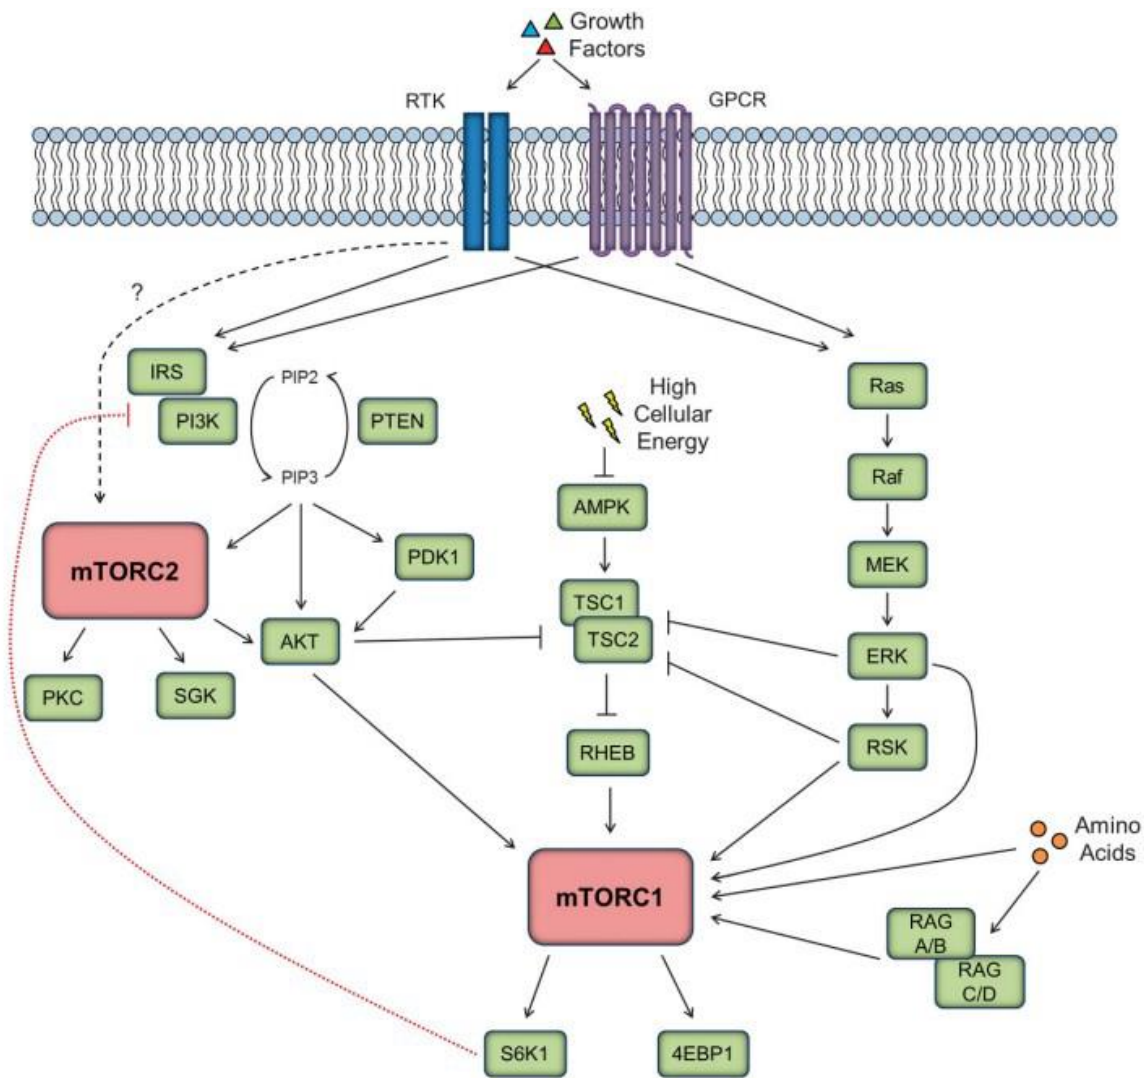 Growth
Factors
RTK
GPCR
?
IRS
PI3K
PIP2
PTEN
PIP3
High
Cellular
Energy
Ras
Raf
AMPK
mTORC2
PDK1
MEK
TSC1
TSC2
AKT
ERK
PKC
SGK
RHEB
RSK
Amino
Acids
mTORC1
RAG
A/B
RAG
C/D
S6K1
4EBP1